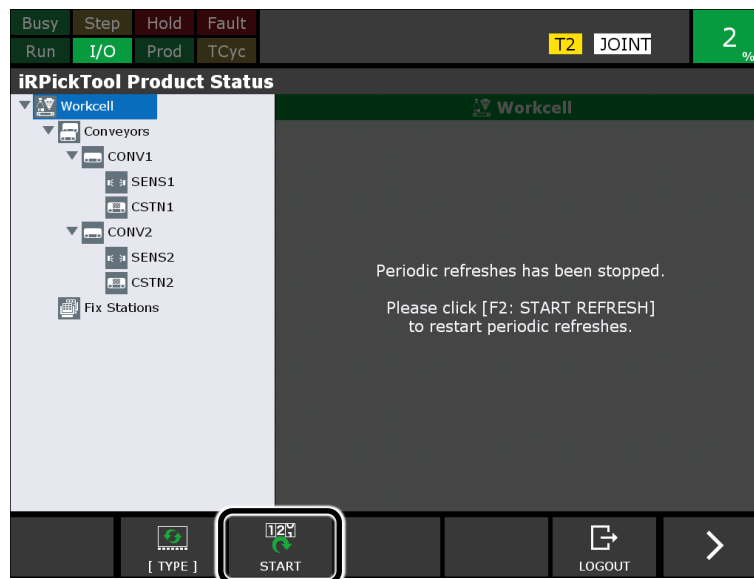 Busy Step Hold Fault
Run I/O Prod TCyc
T2 JOINT
2 %
iRPickTool Product Status
Workcell
Conveyors
CONV1
SENS1
CSTN1
CONV2
SENS2
CSTN2
Fix Stations
Workcell
Periodic refreshes has been stopped.
Please click [F2: START REFRESH]
to restart periodic refreshes.
[ TYPE ]
START
LOGOUT